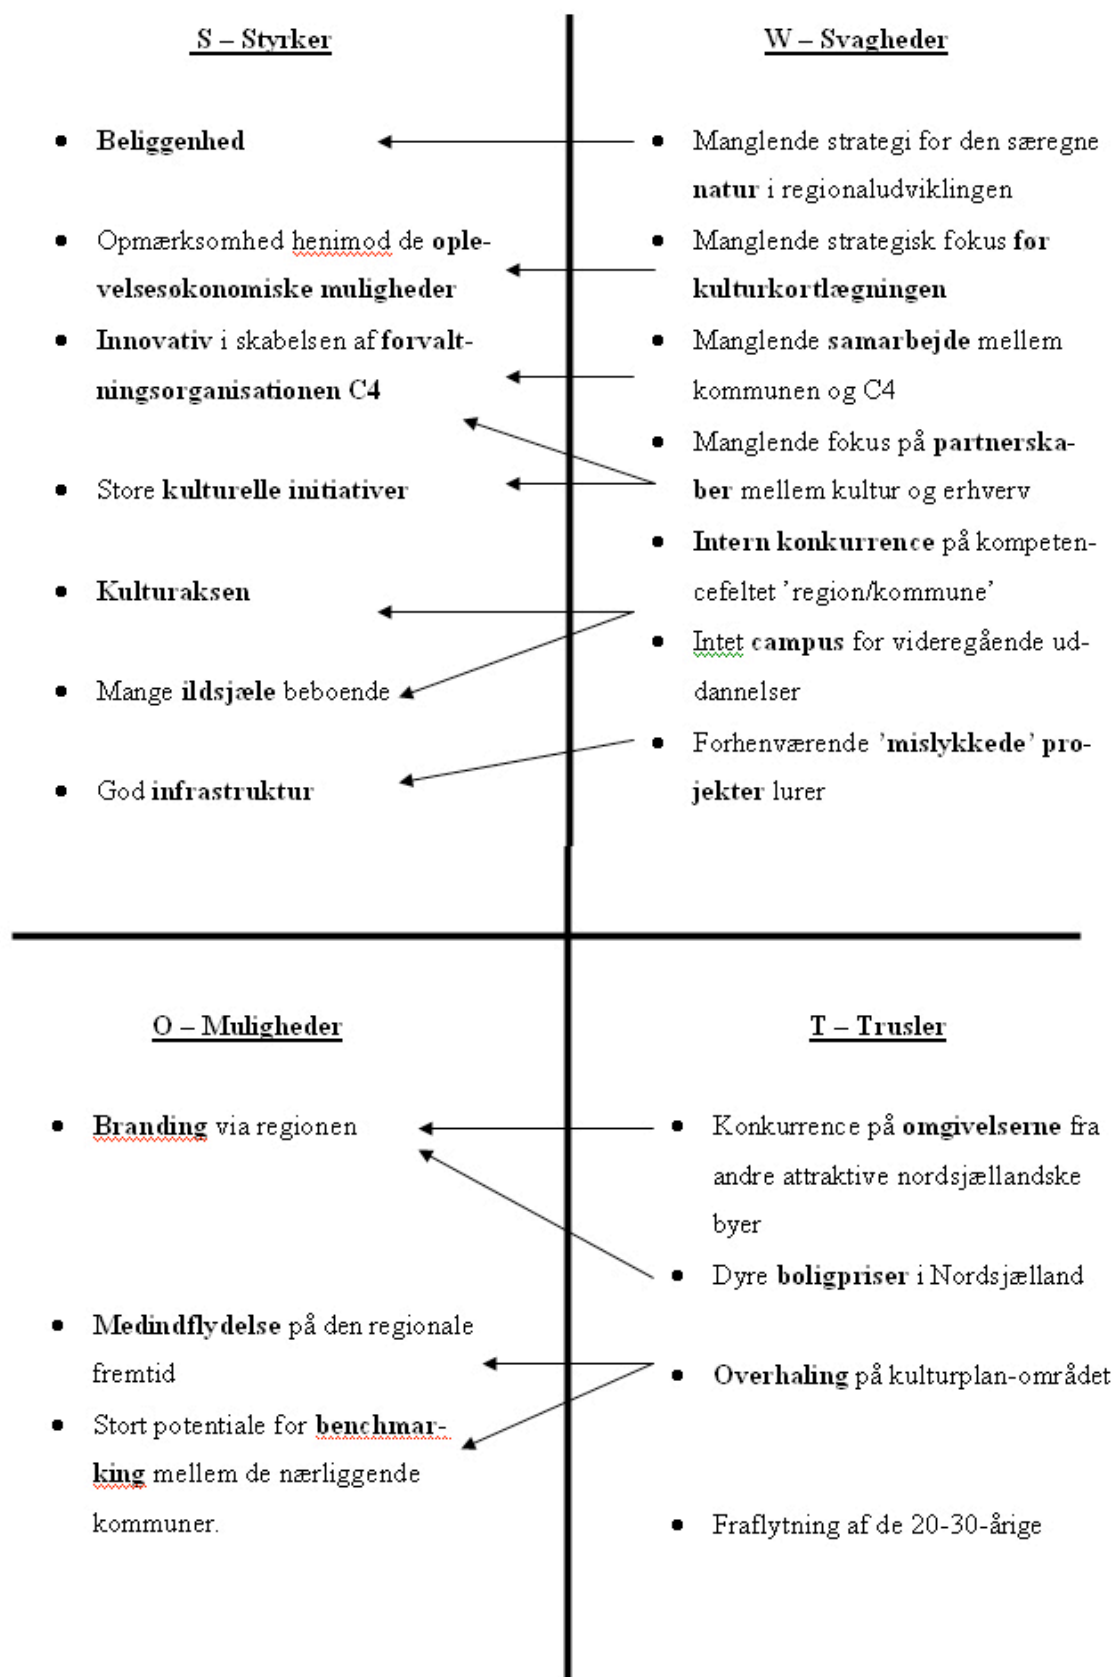 S – Styrker
• Beliggenhed
• Opmærksomhed henimod de ople-
velsesøkonomiske muligheder
• Innovativ i skabelsen af forvalt-
ningsorganisationen C4
• Store kulturelle initiativer
• Kulturaksen
• Mange ildsjæle beboende
• God infrastruktur
W – Svagheder
• Manglende strategi for den særegne
natur i regionaludviklingen
• Manglende strategisk fokus før
kulturkortlægningen
• Manglende samarbejde mellem
kommunen og C4
• Manglende fokus på partnerska-
ber mellem kultur og erhverv
• Intern konkurrence på kompeten-
cefeltet ’region/kommune’
• Intet campus for videregående ud-
dannelser
• Forhenværende ’mislykkede’ pro-
jekter lurer
O – Muligheder
• Branding via regionen
• Medindflydelse på den regionale
fremtid
• Stort potentiale for benchmar-
king mellem de nærliggende
kommuner.
T – Trusler
• Konkurrence på omgivelserne fra
andre attraktive nordsjællandske
byer
• Dyre boligpriser i Nordsjælland
• Overhaling på kulturplan-området
• Fraflytning af de 20-30-årige